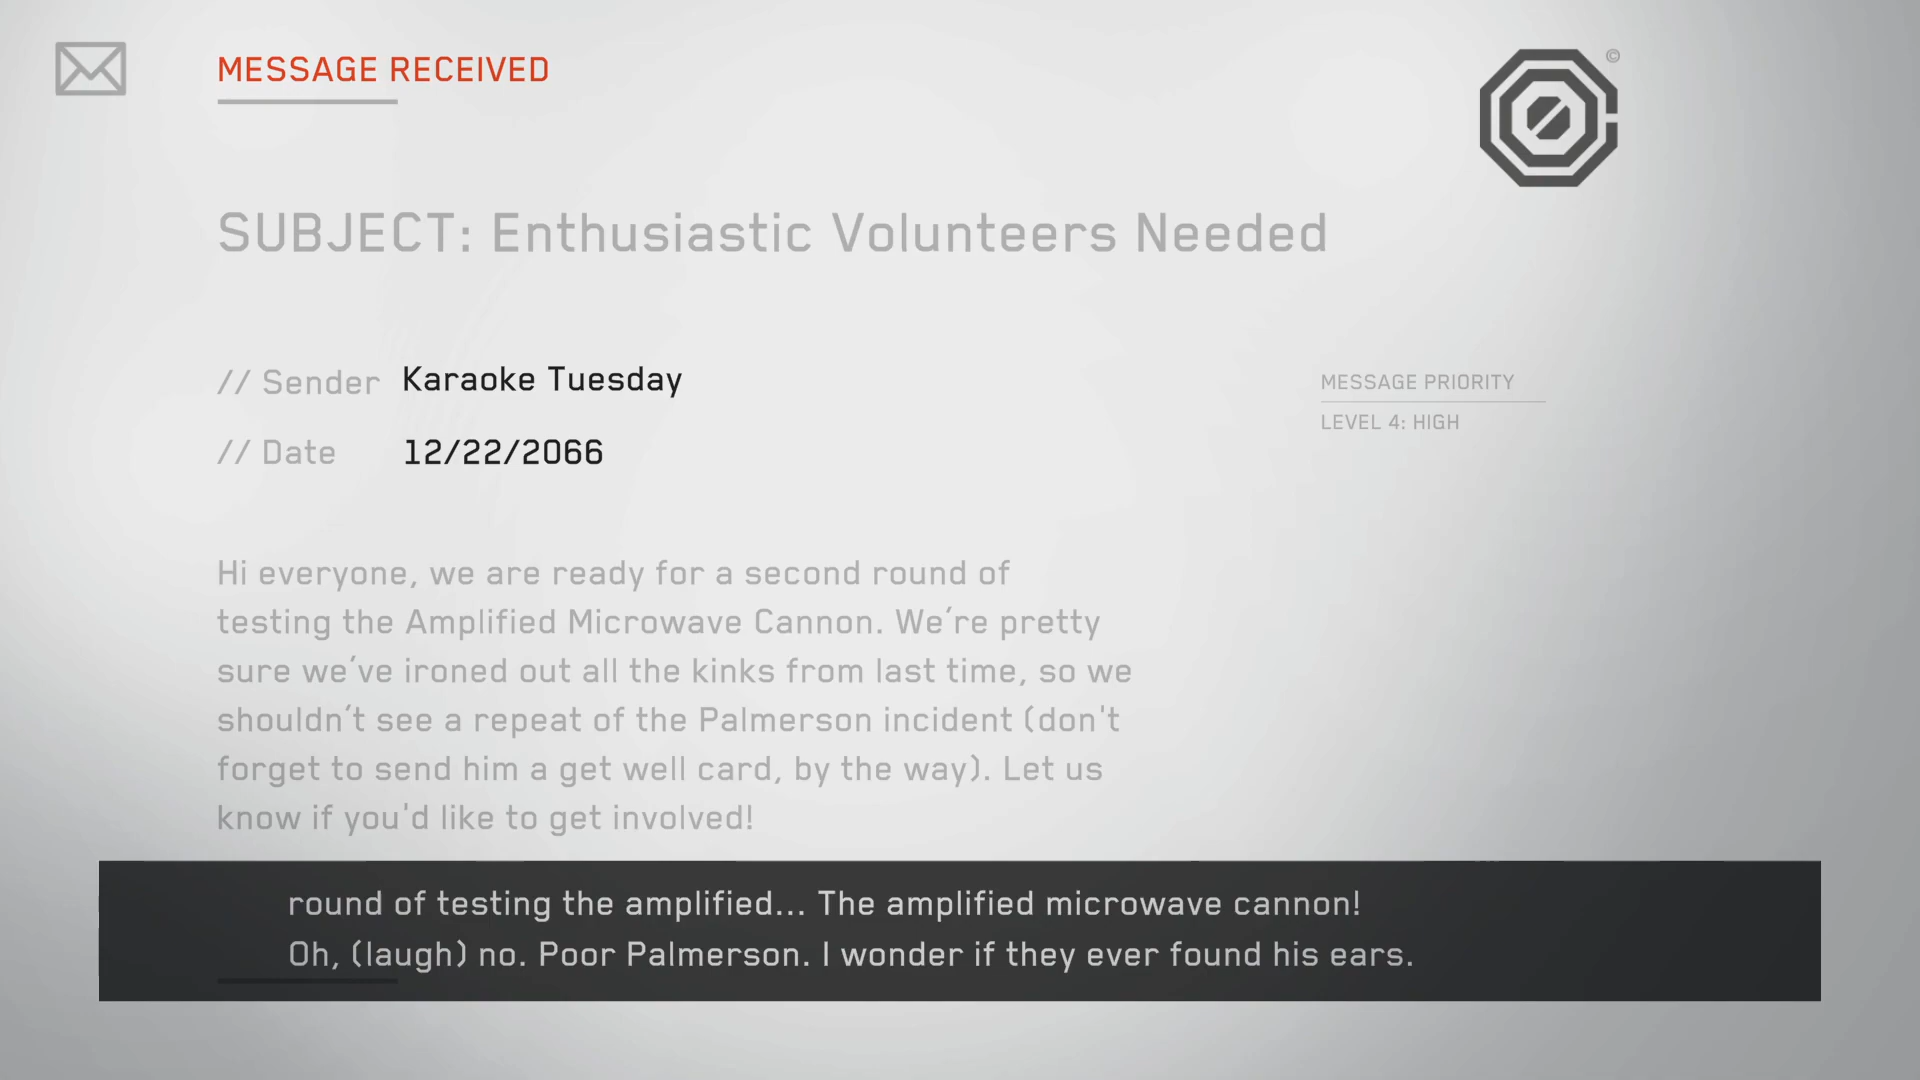 MESSAGE RECEIVED
©
SUBJECT: Enthusiastic Volunteers Needed
// Sender Karaoke Tuesday
MESSAGE PRIORITY
LEVEL 4: HIGH
// Date 12/22/2066
Hi everyone, we are ready for a second round of
testing the Amplified Microwave Cannon. We’re pretty
sure we’ve ironed out all the kinks from last time, so we
shouldn’t see a repeat of the Palmerson incident (don't
forget to send him a get well card, by the way). Let us
know if you'd like to get involved!
round of testing the amplified... The amplified microwave cannon!
Oh, (laugh) no. Poor Palmerson. I wonder if they ever found his ears.